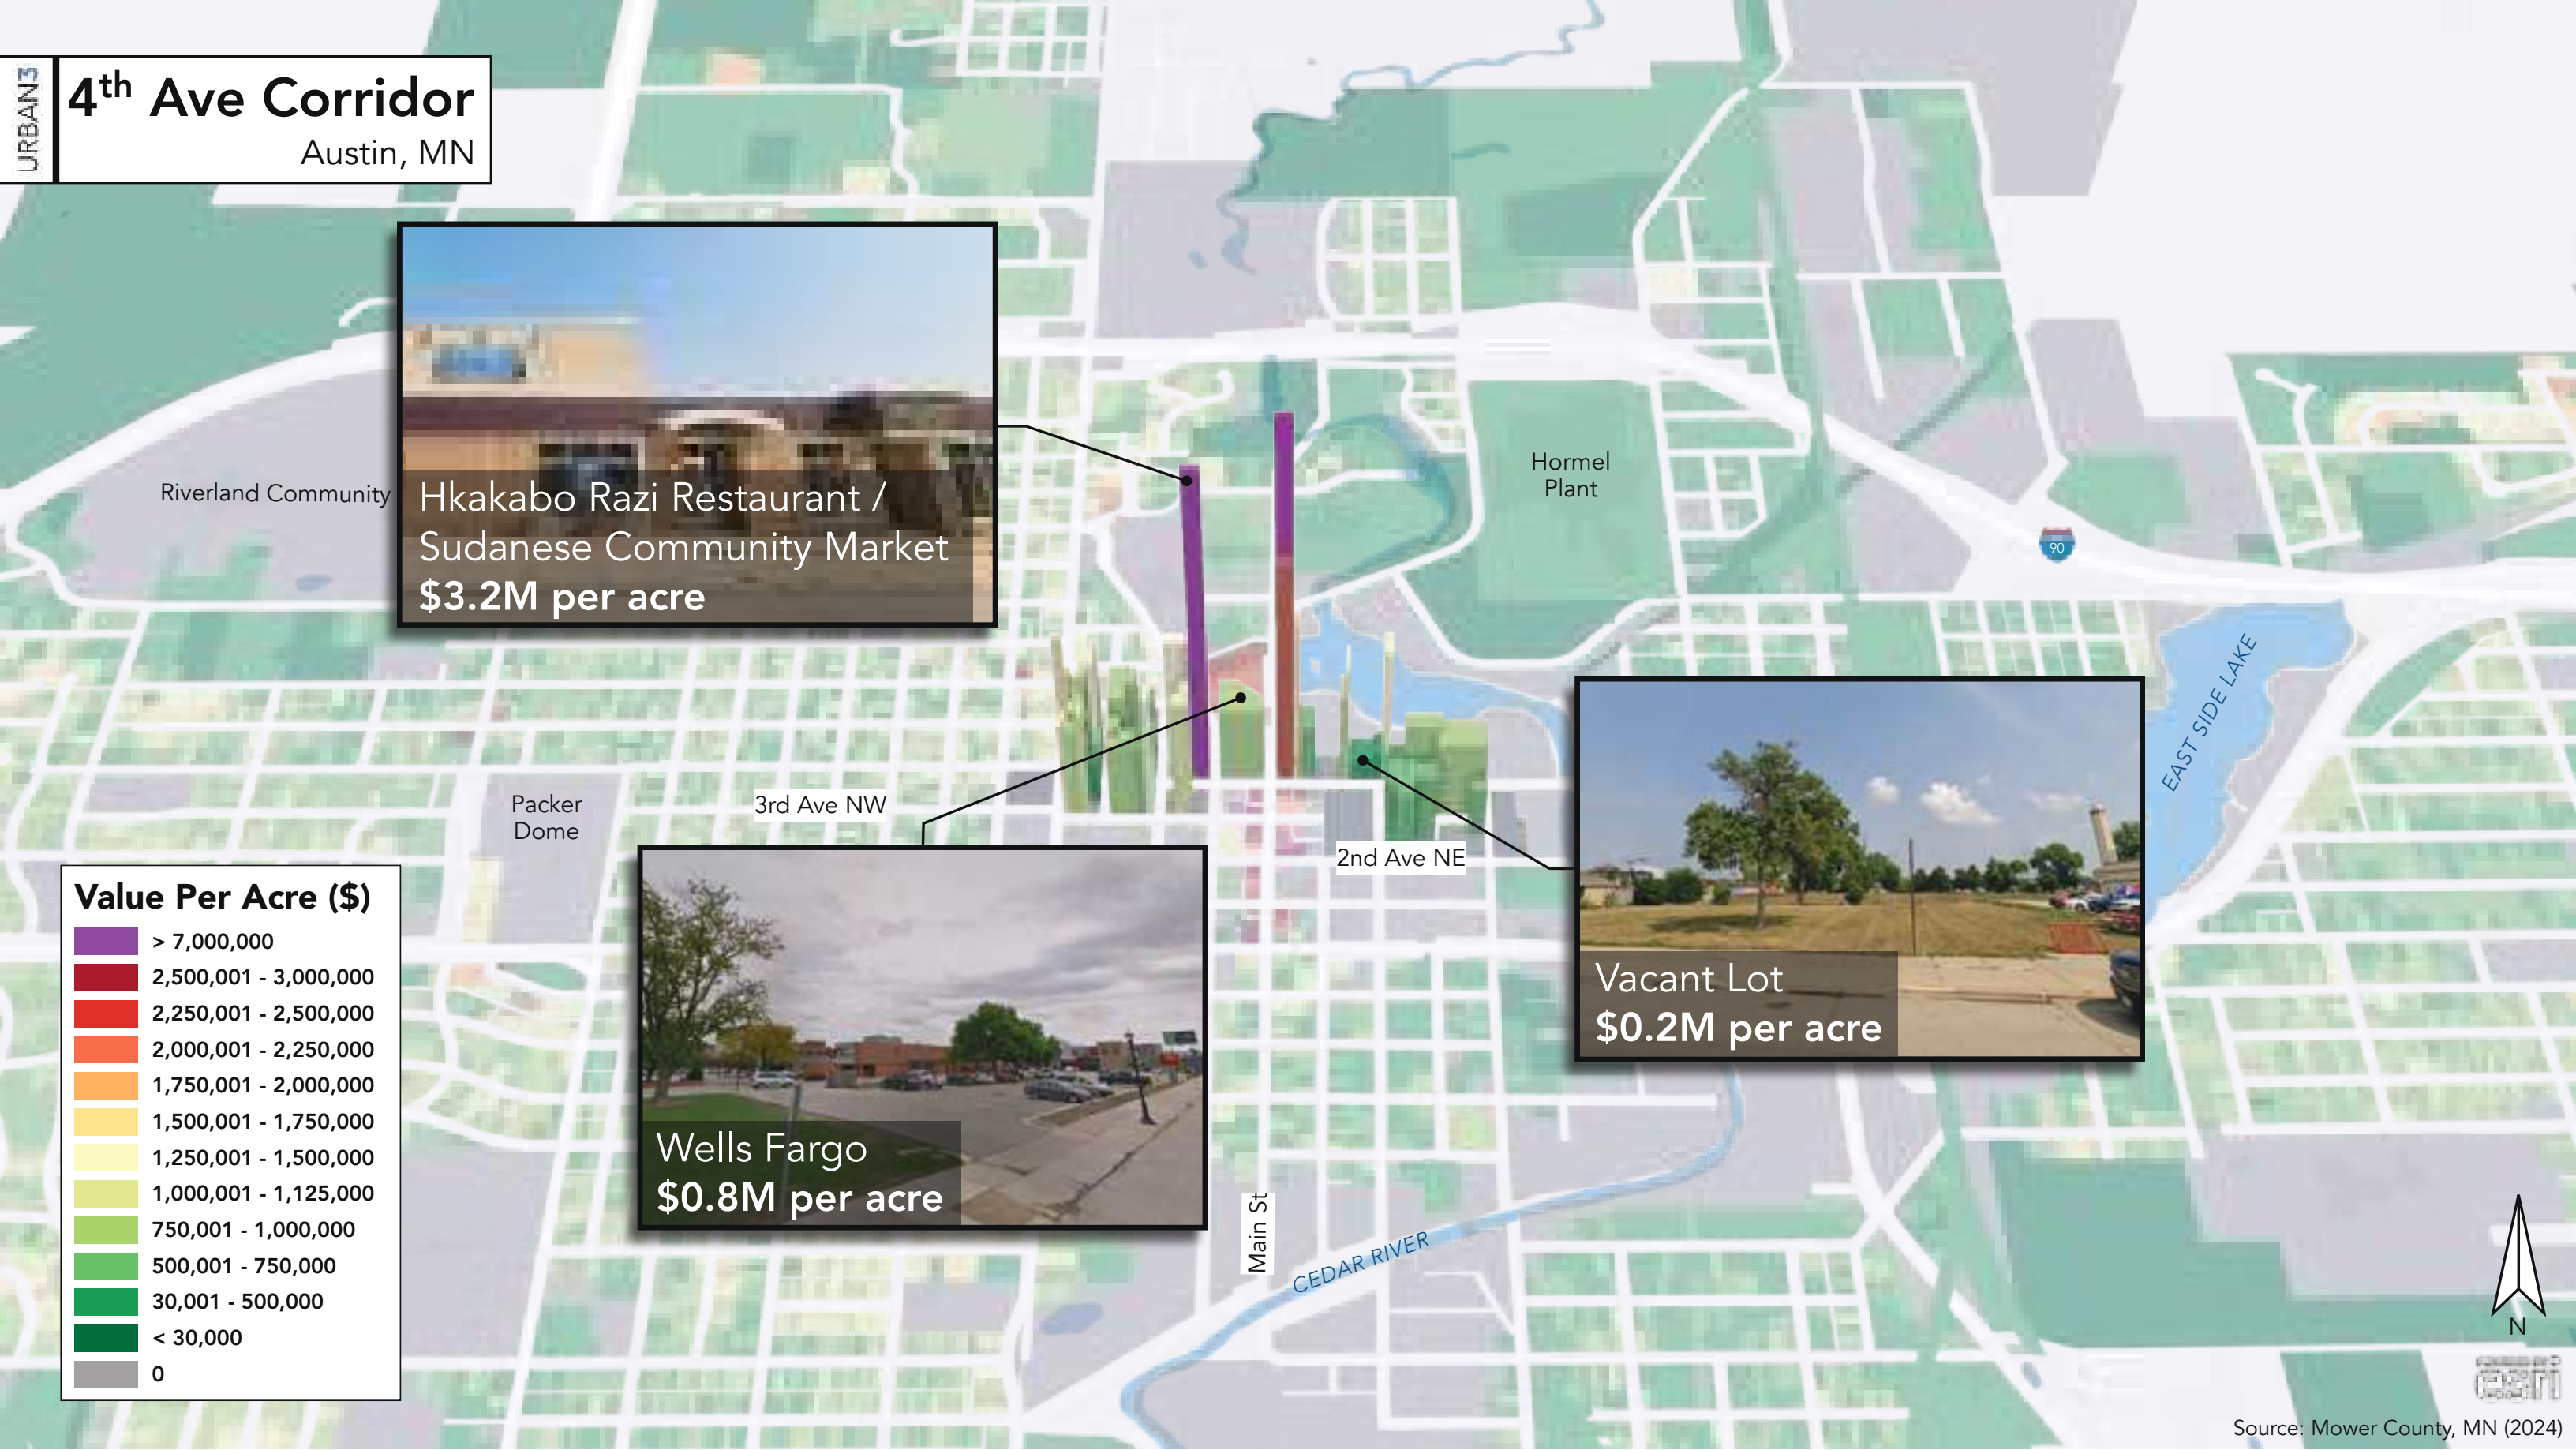 URBAN3
4th Ave Corridor
Austin, MN
Hkakabo Razi Restaurant /
Sudanese Community Market
$3.2M per acre
Riverland Community
Hormel
Plant
90
EAST SIDE LAKE
Packer
Dome
3rd Ave NW
2nd Ave NE
Vacant Lot
$0.2M per acre
Wells Fargo
$0.8M per acre
Main St
CEDAR RIVER
Value Per Acre ($)
> 7,000,000
2,500,001 - 3,000,000
2,250,001 - 2,500,000
2,000,001 - 2,250,000
1,750,001 - 2,000,000
1,500,001 - 1,750,000
1,250,001 - 1,500,000
1,000,001 - 1,125,000
750,001 - 1,000,000
500,001 - 750,000
30,001 - 500,000
< 30,000
0
N
esri
Source: Mower County, MN (2024)